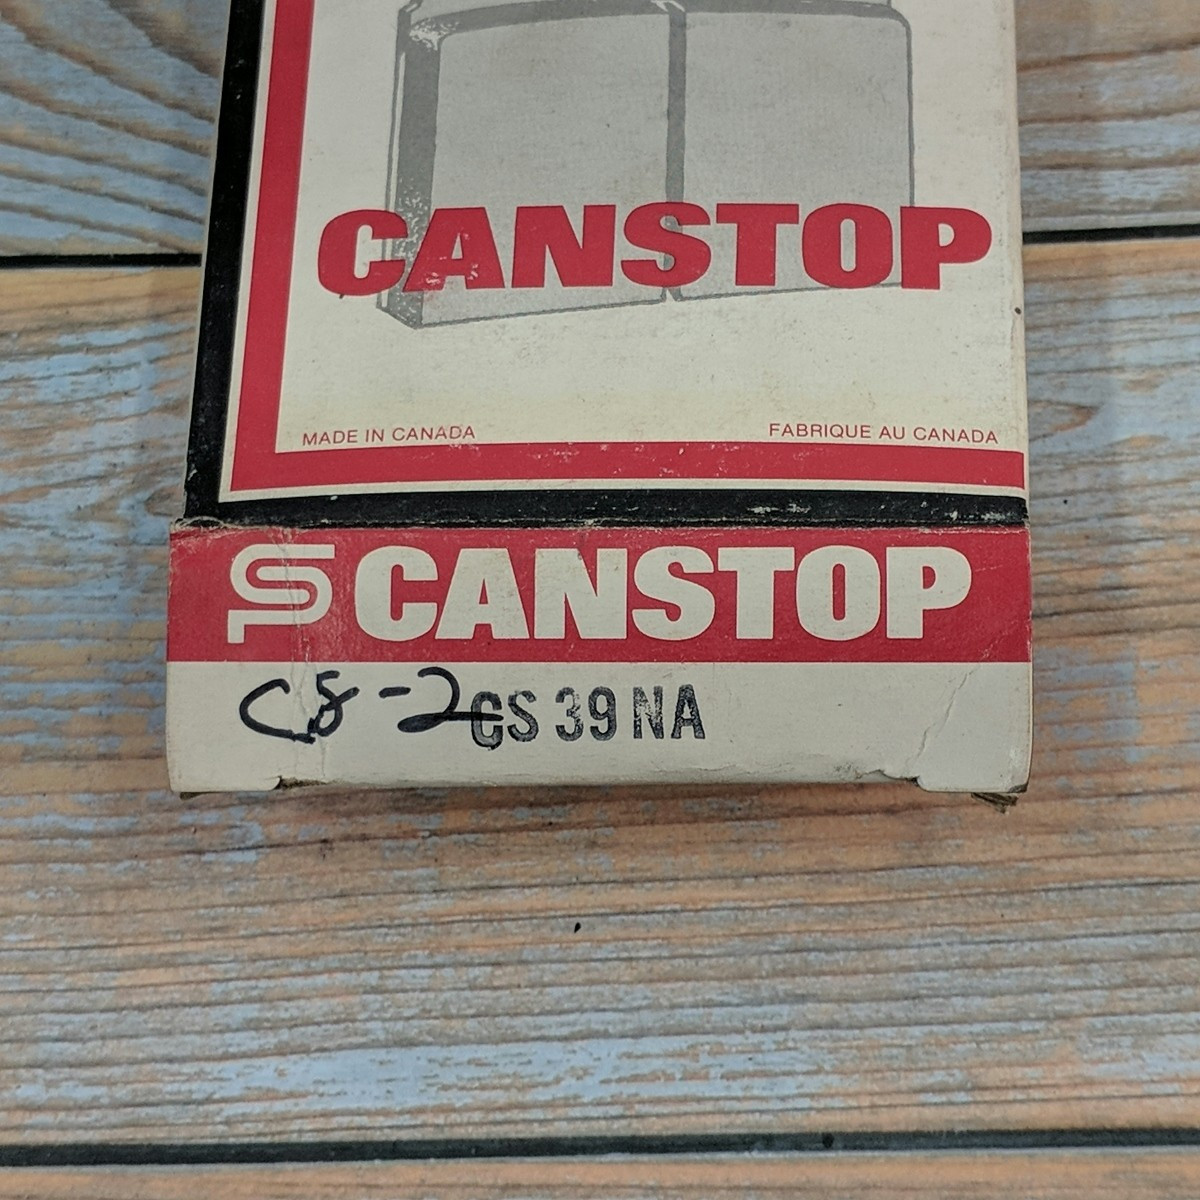 CANSTOP
MADE IN CANADA FABRIQUE AU CANADA
CANSTOP
CS-2 CS 39 NA